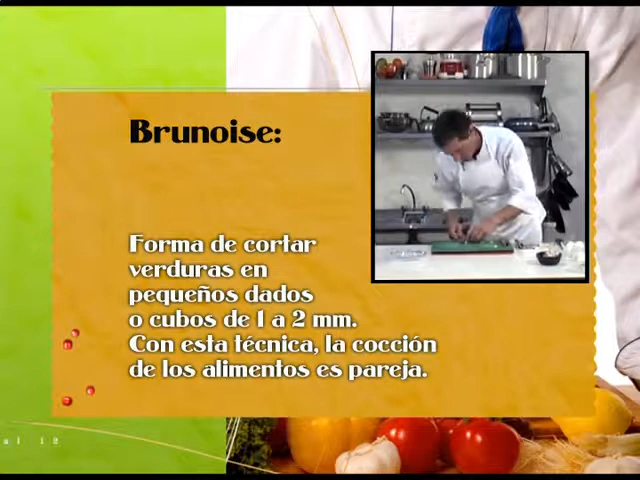 Brunoise:
Forma de cortar
verduras en
pequeños dados
o cubos de 1 a 2 mm.
Con esta técnica, la cocción
de los alimentos es pareja.